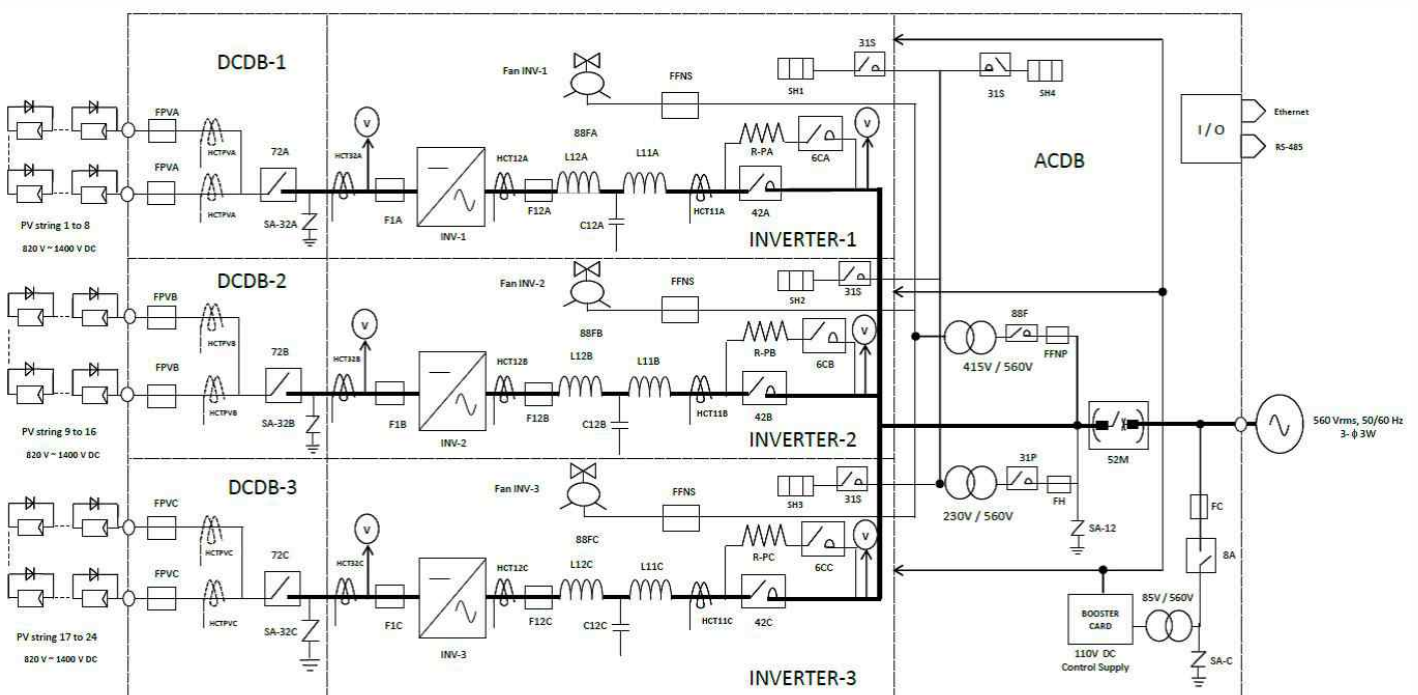 DCDB-1
FPVA
HCTPVA
FPVA
HCTPVA
72A
SA-32A
PV string 1 to 8
820 V ~ 1400 V DC
HCT32A
V
F1A
INV-1
Fan INV-1
FFNS
88FA
HCT12A
F12A
L12A
L11A
C12A
HCT11A
R-PA
6CA
42A
V
SH1
31S
INVERTER-1
DCDB-2
FPVB
HCTPVB
FPVB
HCTPVB
72B
SA-32B
PV string 9 to 16
820 V ~ 1400 V DC
HCT32B
V
F1B
INV-2
Fan INV-2
FFNS
88FB
HCT12B
F12B
L12B
L11B
C12B
HCT11B
R-PB
6CB
42B
V
SH2
31S
INVERTER-2
DCDB-3
FPVC
HCTPVC
FPVC
HCTPVC
72C
SA-32C
PV string 17 to 24
820 V ~ 1400 V DC
HCT32C
V
F1C
INV-3
Fan INV-3
FFNS
88FC
HCT12C
F12C
L12C
L11C
C12C
HCT11C
R-PC
6CC
42C
V
SH3
31S
INVERTER-3
31S
SH4
ACDB
I / O
Ethernet
RS-485
88F
FFNP
415V / 560V
52M
560 Vrms, 50/60 Hz
3- ϕ 3W
31P
FH
230V / 560V
SA-12
FC
8A
85V / 560V
BOOSTER
CARD
110V DC
Control Supply
SA-C